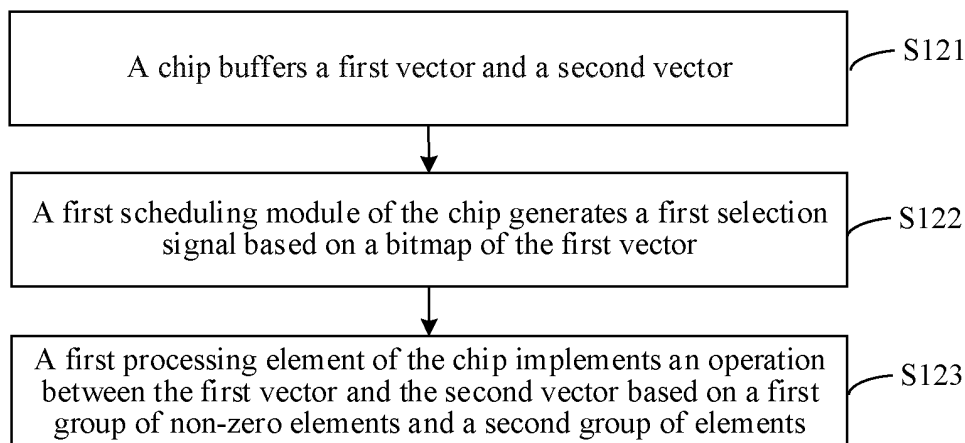 A chip buffers a first vector and a second vector
S121
A first scheduling module of the chip generates a first selection
signal based on a bitmap of the first vector
S122
A first processing element of the chip implements an operation
between the first vector and the second vector based on a first
group of non-zero elements and a second group of elements
S123